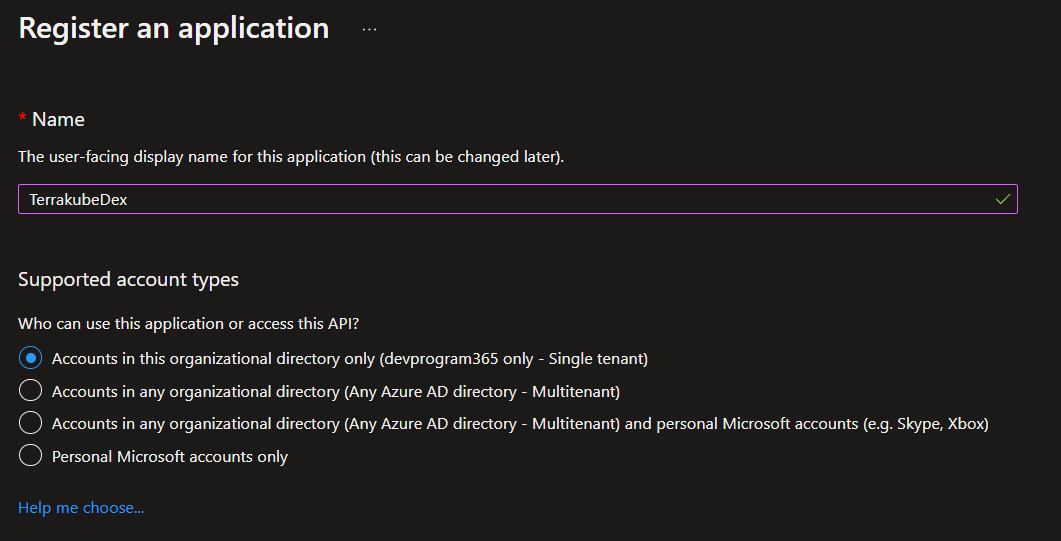 Register an application ...
* Name
The user-facing display name for this application (this can be changed later).
TerrakubeDex
Supported account types
Who can use this application or access this API?
Accounts in this organizational directory only (devprogram365 only - Single tenant)
Accounts in any organizational directory (Any Azure AD directory - Multitenant)
Accounts in any organizational directory (Any Azure AD directory - Multitenant) and personal Microsoft accounts (e.g. Skype, Xbox)
Personal Microsoft accounts only
Help me choose...